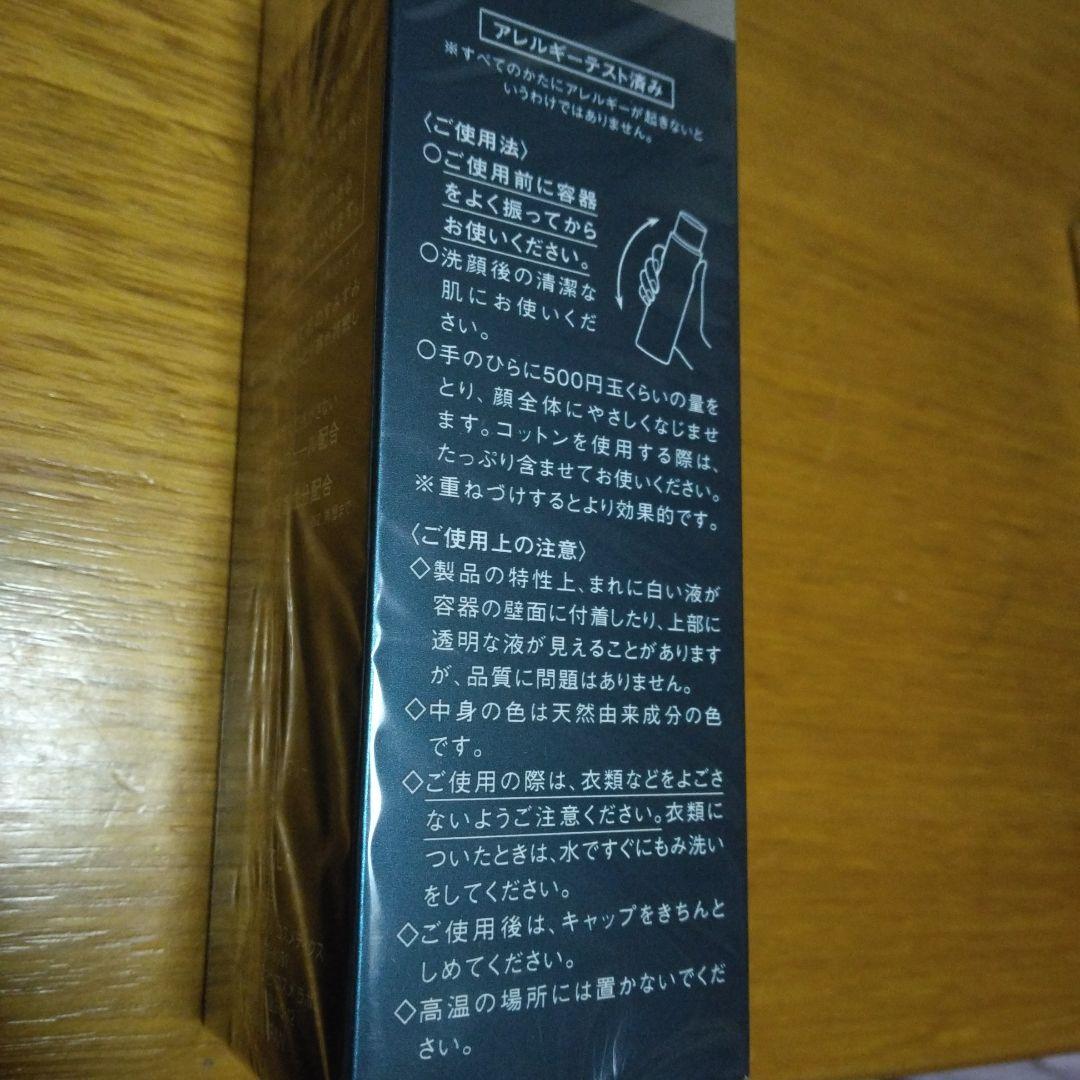 アレルギーテスト済み
※すべてのかたにアレルギーが起きないと
いうわけではありません。
〈ご使用法〉
○ご使用前に容器
をよく振ってから
お使いください。
○洗顔後の清潔な
肌にお使いくだ
さい。
○手のひらに500円玉くらいの量を
とり、顔全体にやさしくなじませ
ます。コットンを使用する際は、
たっぷり含ませてお使いください。
※重ねづけするとより効果的です。
〈ご使用上の注意〉
◇製品の特性上、まれに白い液が
容器の壁面に付着したり、上部に
透明な液が見えることがあります
が、品質に問題はありません。
◇中身の色は天然由来成分の色
です。
◇ご使用の際は、衣類などをよごさ
ないようご注意ください。衣類に
ついたときは、水ですぐにもみ洗い
をしてください。
◇ご使用後は、キャップをきちんと
しめてください。
◇高温の場所には置かないでくだ
さい。
配合
配合